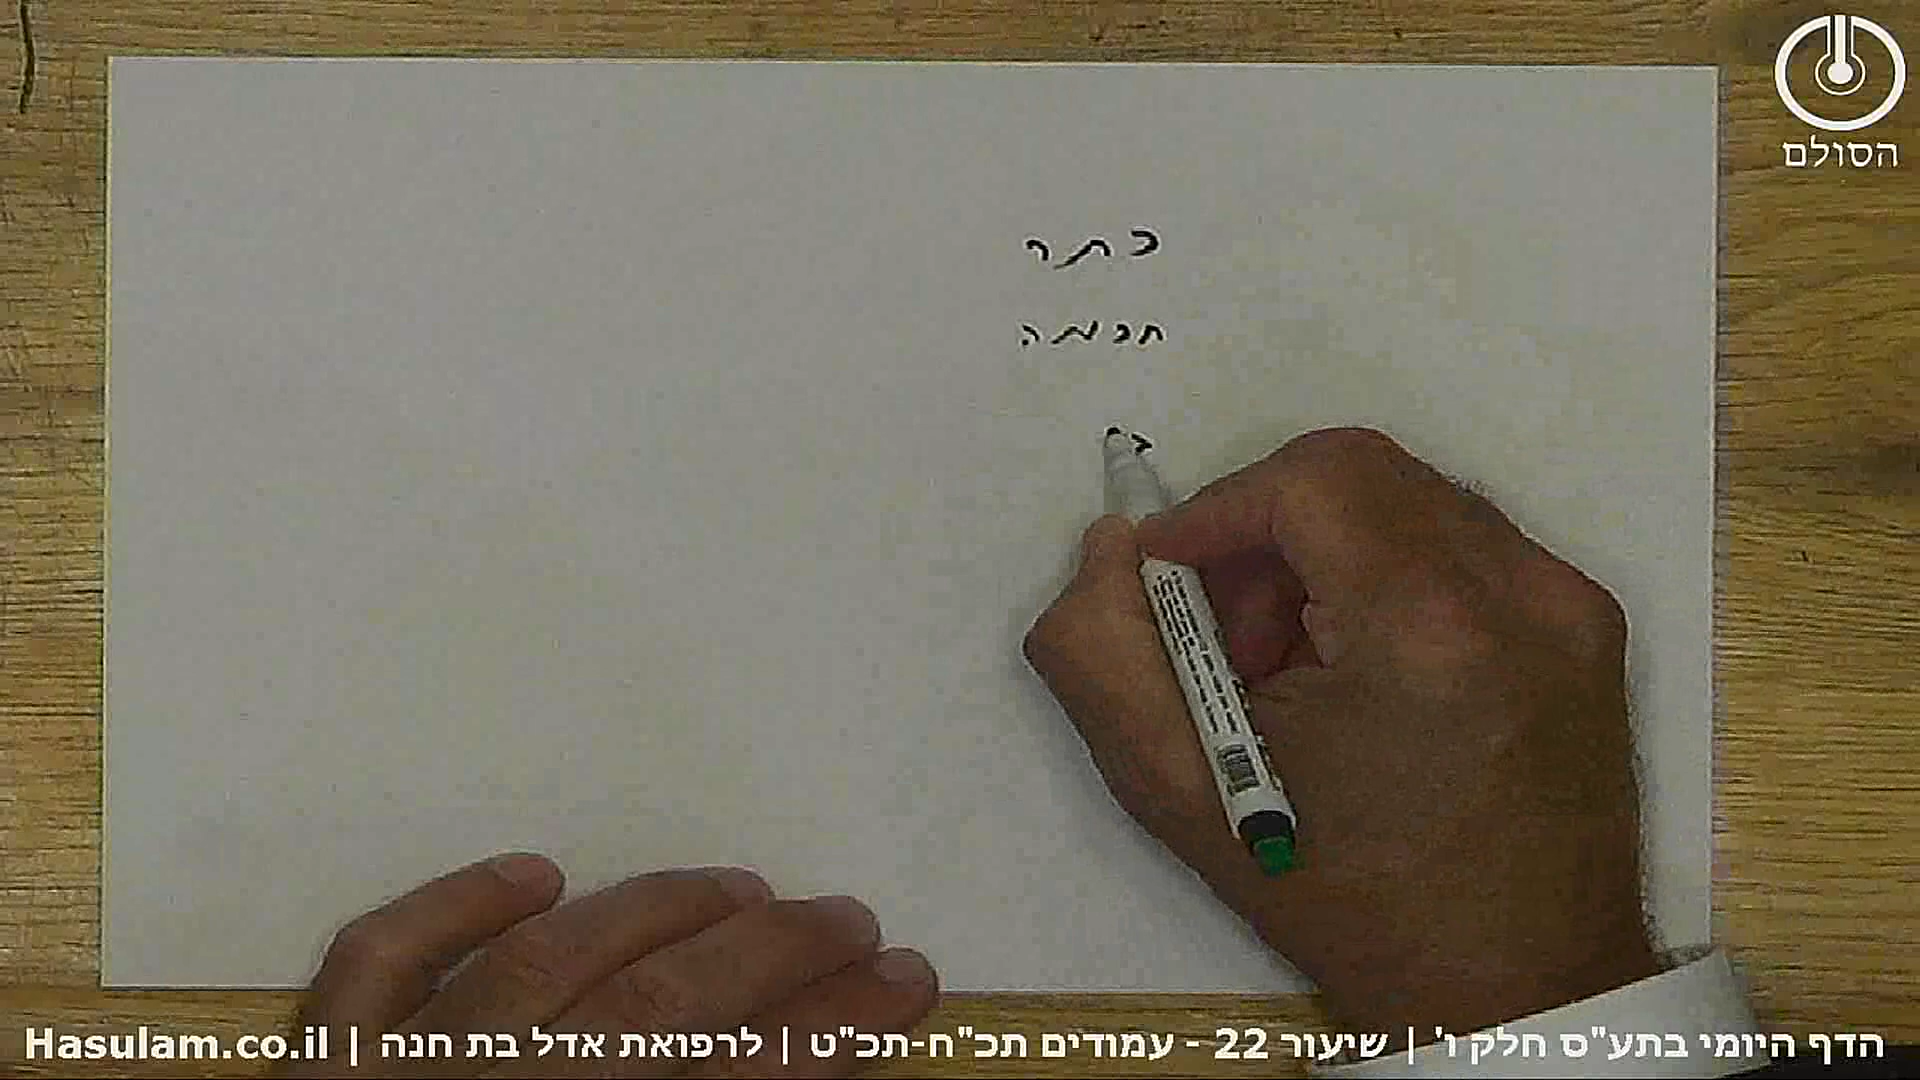 הסולם
כתר
חכמה
הדף היומי בתע"ס חלק ו' | שיעור 22 - עמודים תכ"ח-תכ"ט | לרפואת אדל בת חנה | Hasulam.co.il